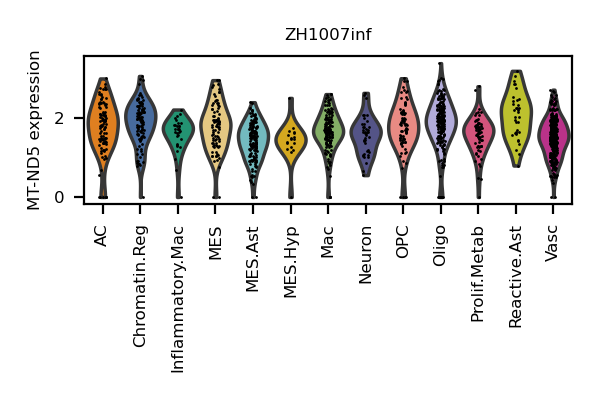 ZH1007inf
MT-ND5 expression
2
0
AC
Chromatin.Reg
Inflammatory.Mac
MES
MES.Ast
MES.Hyp
Mac
Neuron
OPC
Oligo
Prolif.Metab
Reactive.Ast
Vasc